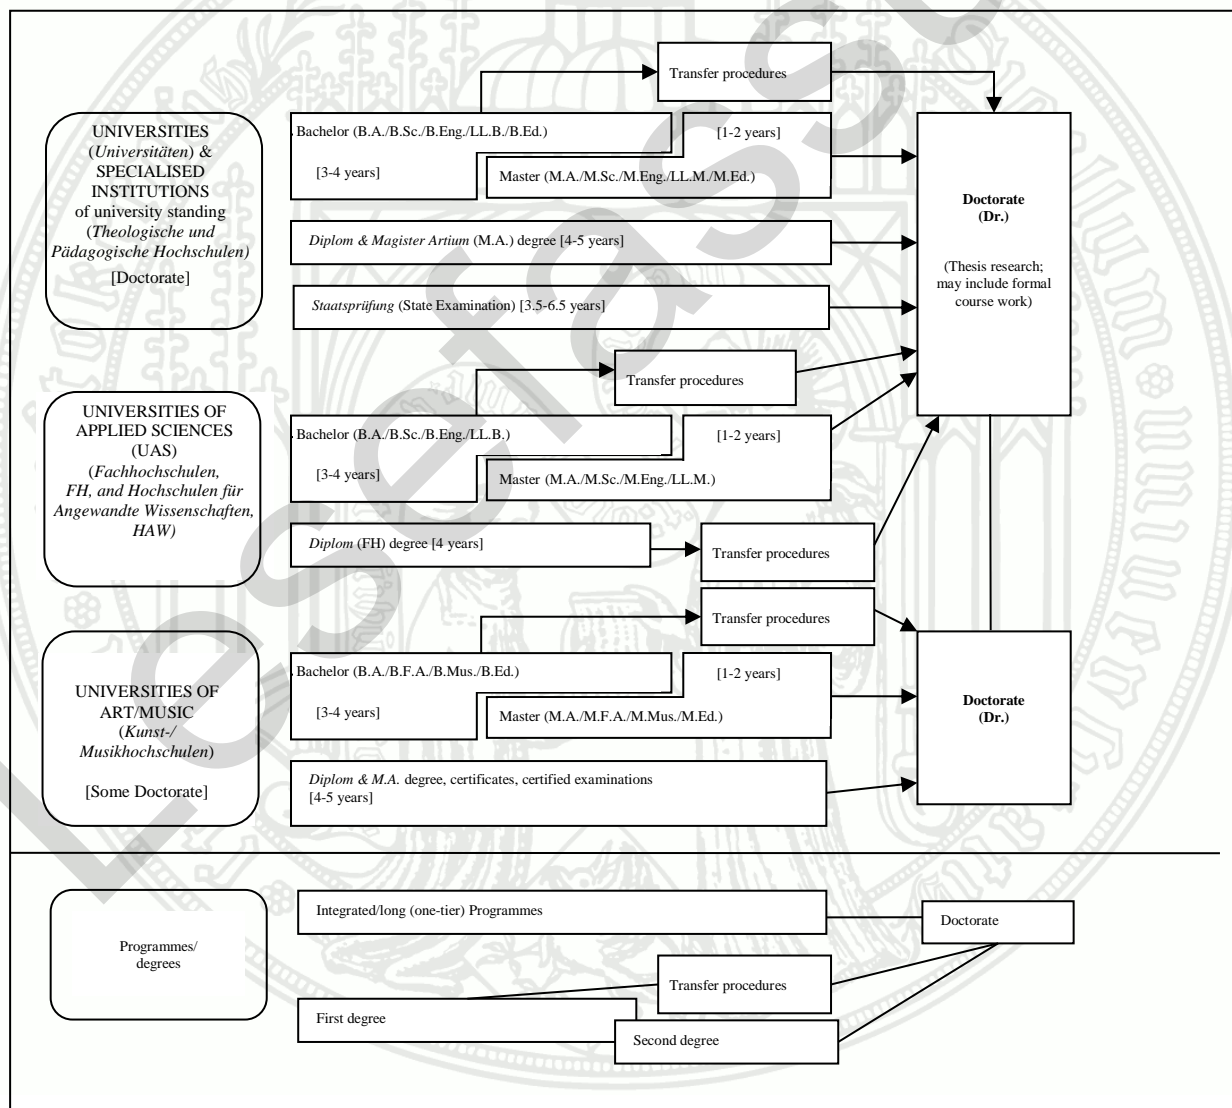 Transfer procedures
UNIVERSITIES
(Universitäten) &
SPECIALISED
INSTITUTIONS
of university standing
(Theologische und
Pädagogische Hochschulen)
[Doctorate]
Bachelor (B.A./B.Sc./B.Eng./LL.B./B.Ed.)
[3-4 years]
[1-2 years]
Master (M.A./M.Sc./M.Eng./LL.M./M.Ed.)
Diplom & Magister Artium (M.A.) degree [4-5 years]
Staatsprüfung (State Examination) [3.5-6.5 years]
Doctorate
(Dr.)
(Thesis research;
may include formal
course work)
Transfer procedures
UNIVERSITIES OF
APPLIED SCIENCES
(UAS)
(Fachhochschulen,
FH, and Hochschulen für
Angewandte Wissenschaften,
HAW)
Bachelor (B.A./B.Sc./B.Eng./LL.B.)
[3-4 years]
[1-2 years]
Master (M.A./M.Sc./M.Eng./LL.M.)
Diplom (FH) degree [4 years]
Transfer procedures
Transfer procedures
UNIVERSITIES OF
ART/MUSIC
(Kunst-/
Musikhochschulen)
[Some Doctorate]
Bachelor (B.A./B.F.A./B.Mus./B.Ed.)
[3-4 years]
[1-2 years]
Master (M.A./M.F.A./M.Mus./M.Ed.)
Diplom & M.A. degree, certificates, certified examinations
[4-5 years]
Doctorate
(Dr.)
Programmes/
degrees
Integrated/long (one-tier) Programmes
Doctorate
Transfer procedures
First degree
Second degree
Lesefass